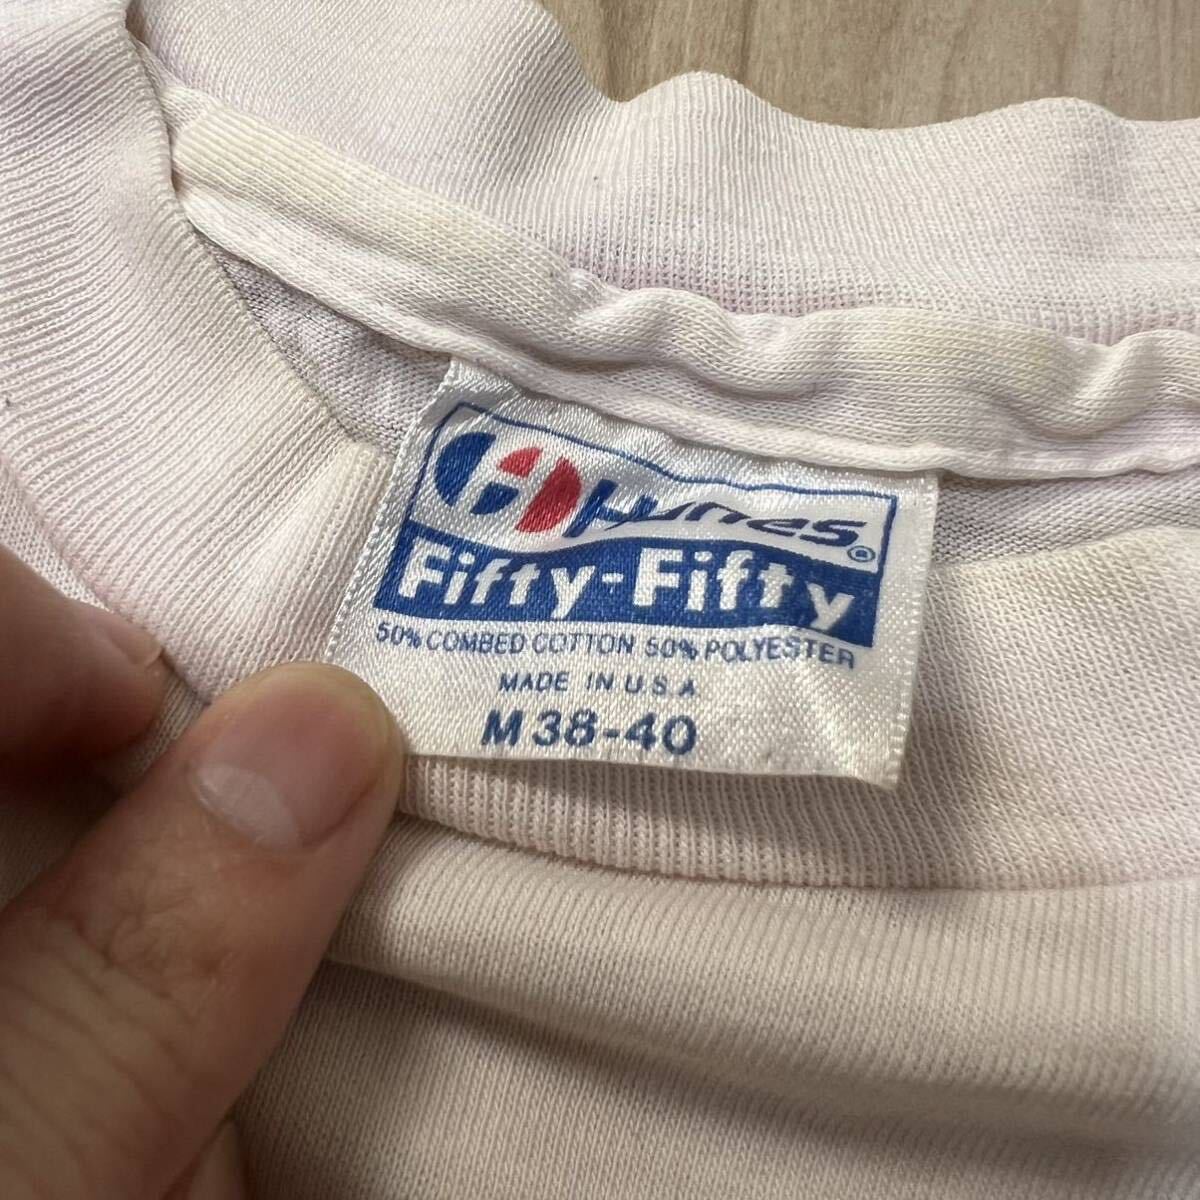 Hanes®
Fifty-Fifty
50% COMBED COTTON 50% POLYESTER
MADE IN U.S.A
M 38-40